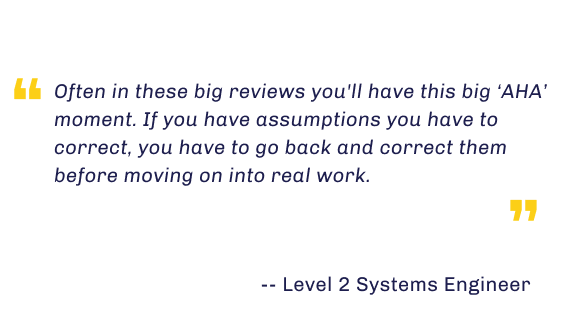 “ Often in these big reviews you'll have this big ‘AHA’
moment. If you have assumptions you have to
correct, you have to go back and correct them
before moving on into real work.
”
-- Level 2 Systems Engineer